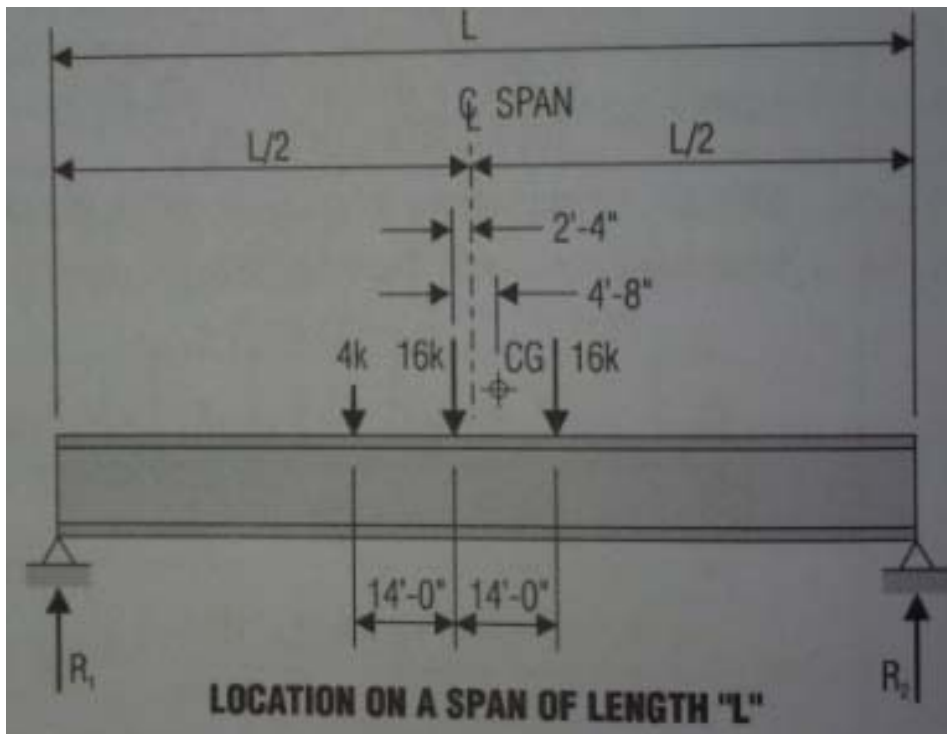 L
℄ SPAN
L/2 L/2
2'-4"
4'-8"
4k 16k CG 16k
14'-0" 14'-0"
R₁ R₂
LOCATION ON A SPAN OF LENGTH "L"